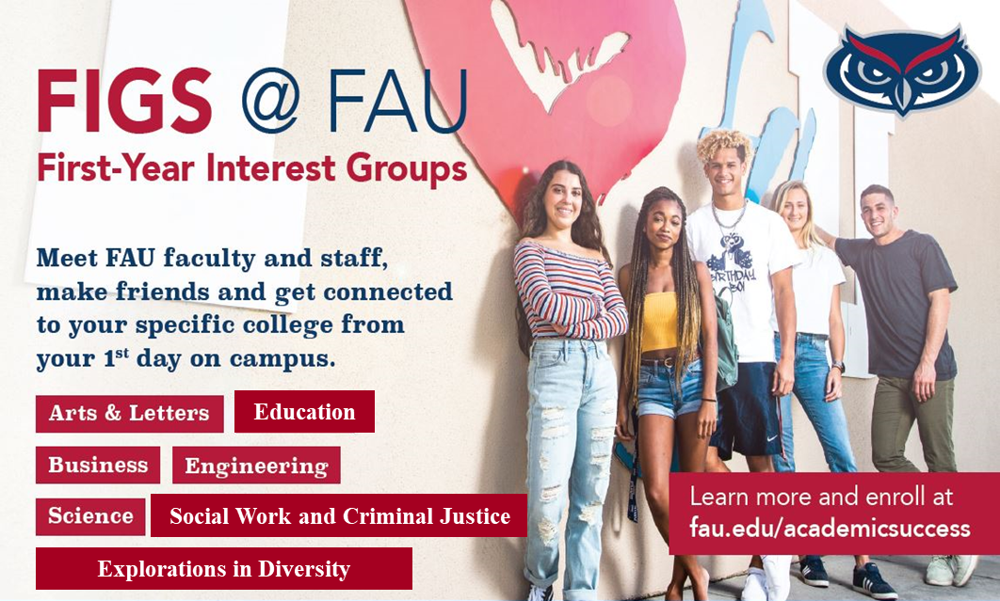 FIGS @ FAU
First-Year Interest Groups
Meet FAU faculty and staff,
make friends and get connected
to your specific college from
your 1st day on campus.
Arts & Letters
Education
Business
Engineering
Science
Social Work and Criminal Justice
Explorations in Diversity
BIRTHDAY
BOI
Learn more and enroll at
fau.edu/academicsuccess